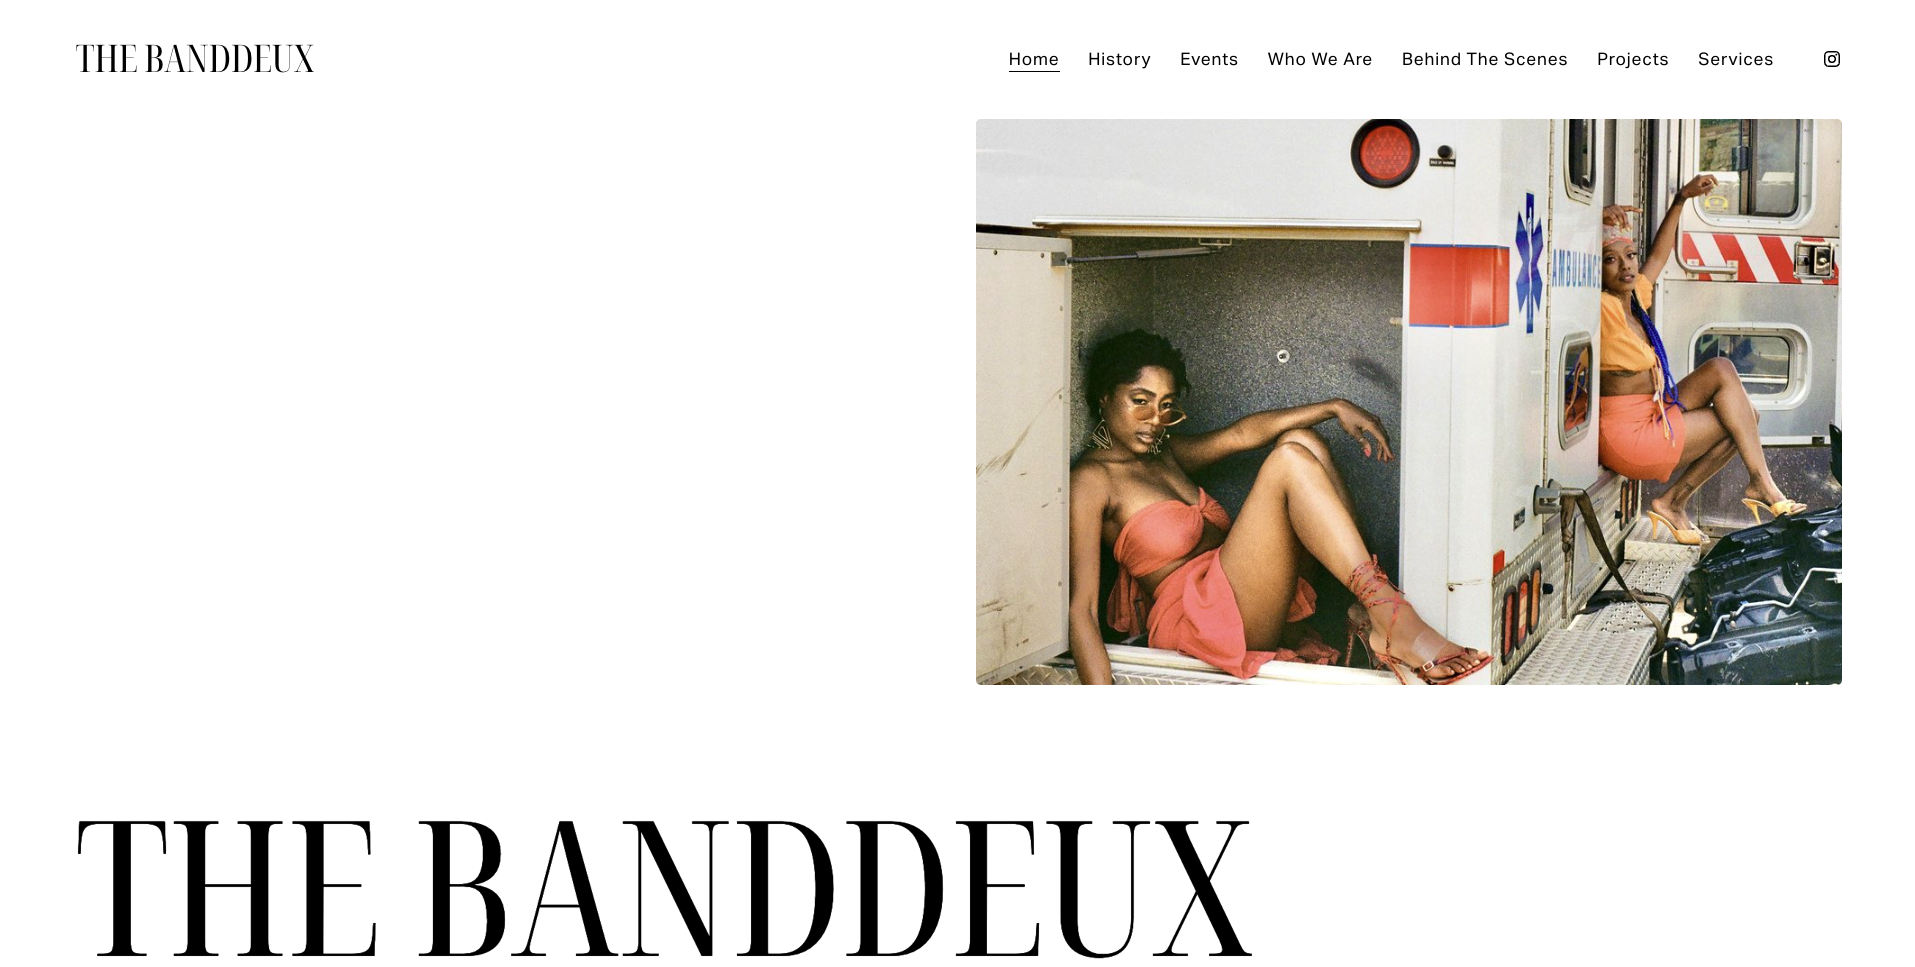 THE BANDDEUX
Home History Events Who We Are Behind The Scenes Projects Services
AMBULANCE
THE BANDDEUX